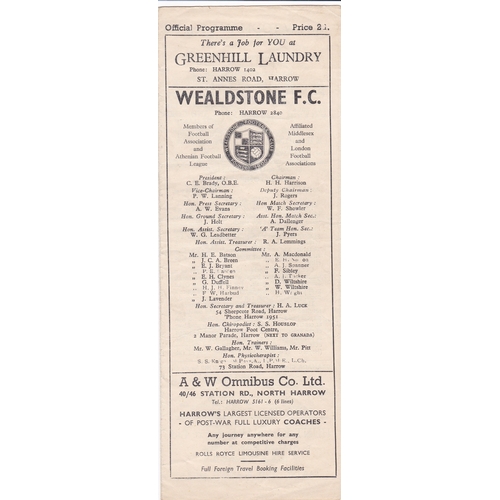 Official Programme - - Price 2d.
There's a Job for YOU at
GREENHILL LAUNDRY
Phone: HARROW 1402
ST. ANNES ROAD, HARROW
WEALDSTONE F.C.
Phone: HARROW 2840
Members of
Football
Association and
Athenian Football
League
Affiliated
Middlesex
and
London
Football
Associations
President:
C. E. Brady, O.B.E.
Chairman:
H. H. Harrison
Vice-Chairman:
P. W. Lanning
Deputy Chairman:
J. Rogers
Hon. Press Secretary:
A. W. Evans
Hon Match Secretary:
W. F. Showler
Hon. Ground Secretary:
J. Holt
Asst. Hon. Match Sec.:
A. Dallenger
Hon. Assist. Secretary:
W. G. Leadbetter
"A" Team Hon. Sec.:
J. Pyers
Hon. Assist. Treasurer: R. A. Lammings
Committee:
Mr. H. E. Batson
Mr. A. Macdonald
" J. C. A. Breen
" E. J. Bryant
" E. H. Clynes
" F. Sibley
" G. Duffell
" D. Wiltshire
" W. Wiltshire
" H. Wright
" J. Lavender
Hon. Secretary and Treasurer: H. A. LUCK
54 Sheepcote Road, Harrow
'Phone Harrow 1951
Hon. Chiropodist: S. S. HOUSLOP
Harrow Foot Centre,
2 Manor Parade, Harrow (NEXT TO GRANADA)
Hon. Trainers:
Mr. W. Gallagher, Mr. W. Williams, Mr. Pitt
Hon. Physiotherapist:
73 Station Road, Harrow
A & W Omnibus Co. Ltd.
40/46 STATION RD., NORTH HARROW
Tel.: HARROW 5161-6 (6 lines)
HARROW'S LARGEST LICENSED OPERATORS
- OF POST-WAR FULL LUXURY COACHES -
Any journey anywhere for any
number at competitive charges
ROLLS ROYCE LIMOUSINE HIRE SERVICE
Full Foreign Travel Booking Facilities